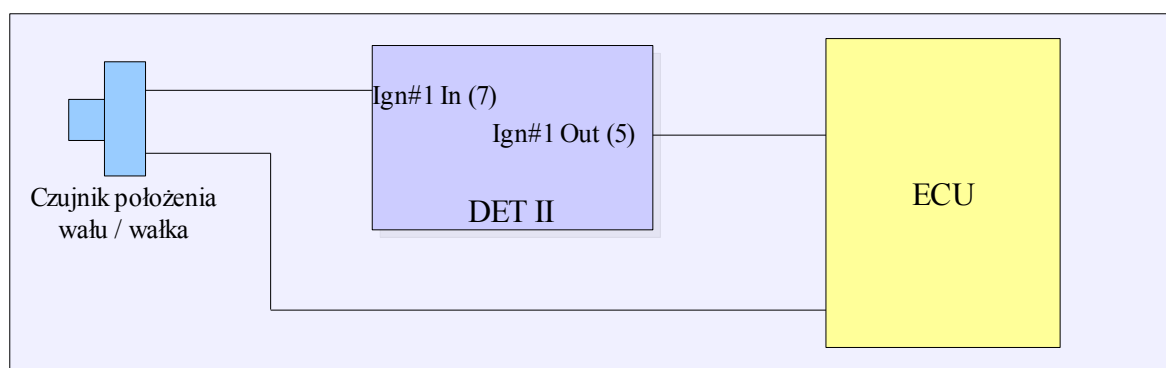 Ign#1 In (7)
Ign#1 Out (5)
DET II
ECU
Czujnik położenia
wału / wałka